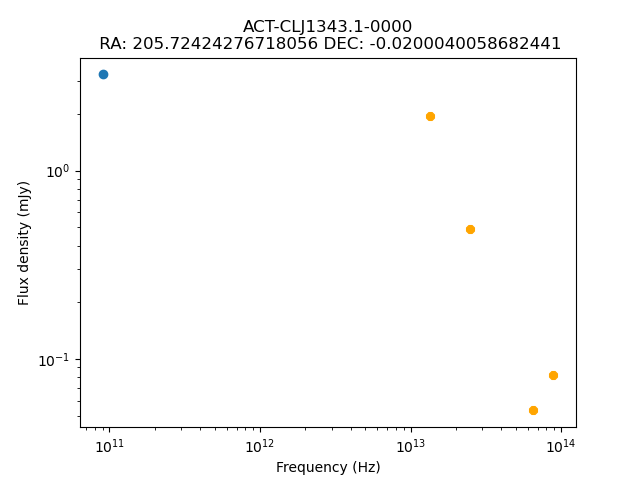 ACT-CLJ1343.1-0000
RA: 205.72424276718056 DEC: -0.0200040058682441
Flux density (mJy)
10⁰
10⁻¹
10¹¹ 10¹² 10¹³ 10¹⁴
Frequency (Hz)